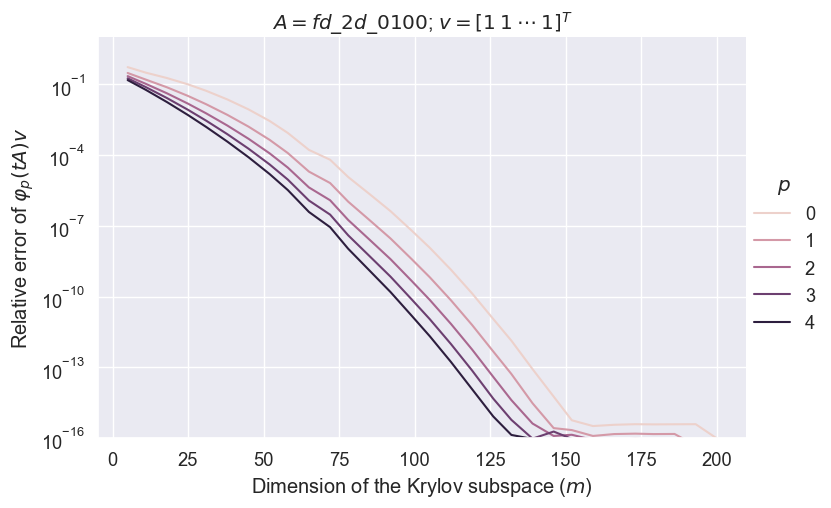 A = fd_2d_0100; v = [1 1 ⋯ 1]^T
Relative error of φ_p(tA)v
10^−1
10^−4
10^−7
10^−10
10^−13
10^−16
0 25 50 75 100 125 150 175 200
Dimension of the Krylov subspace (m)
p
0
1
2
3
4